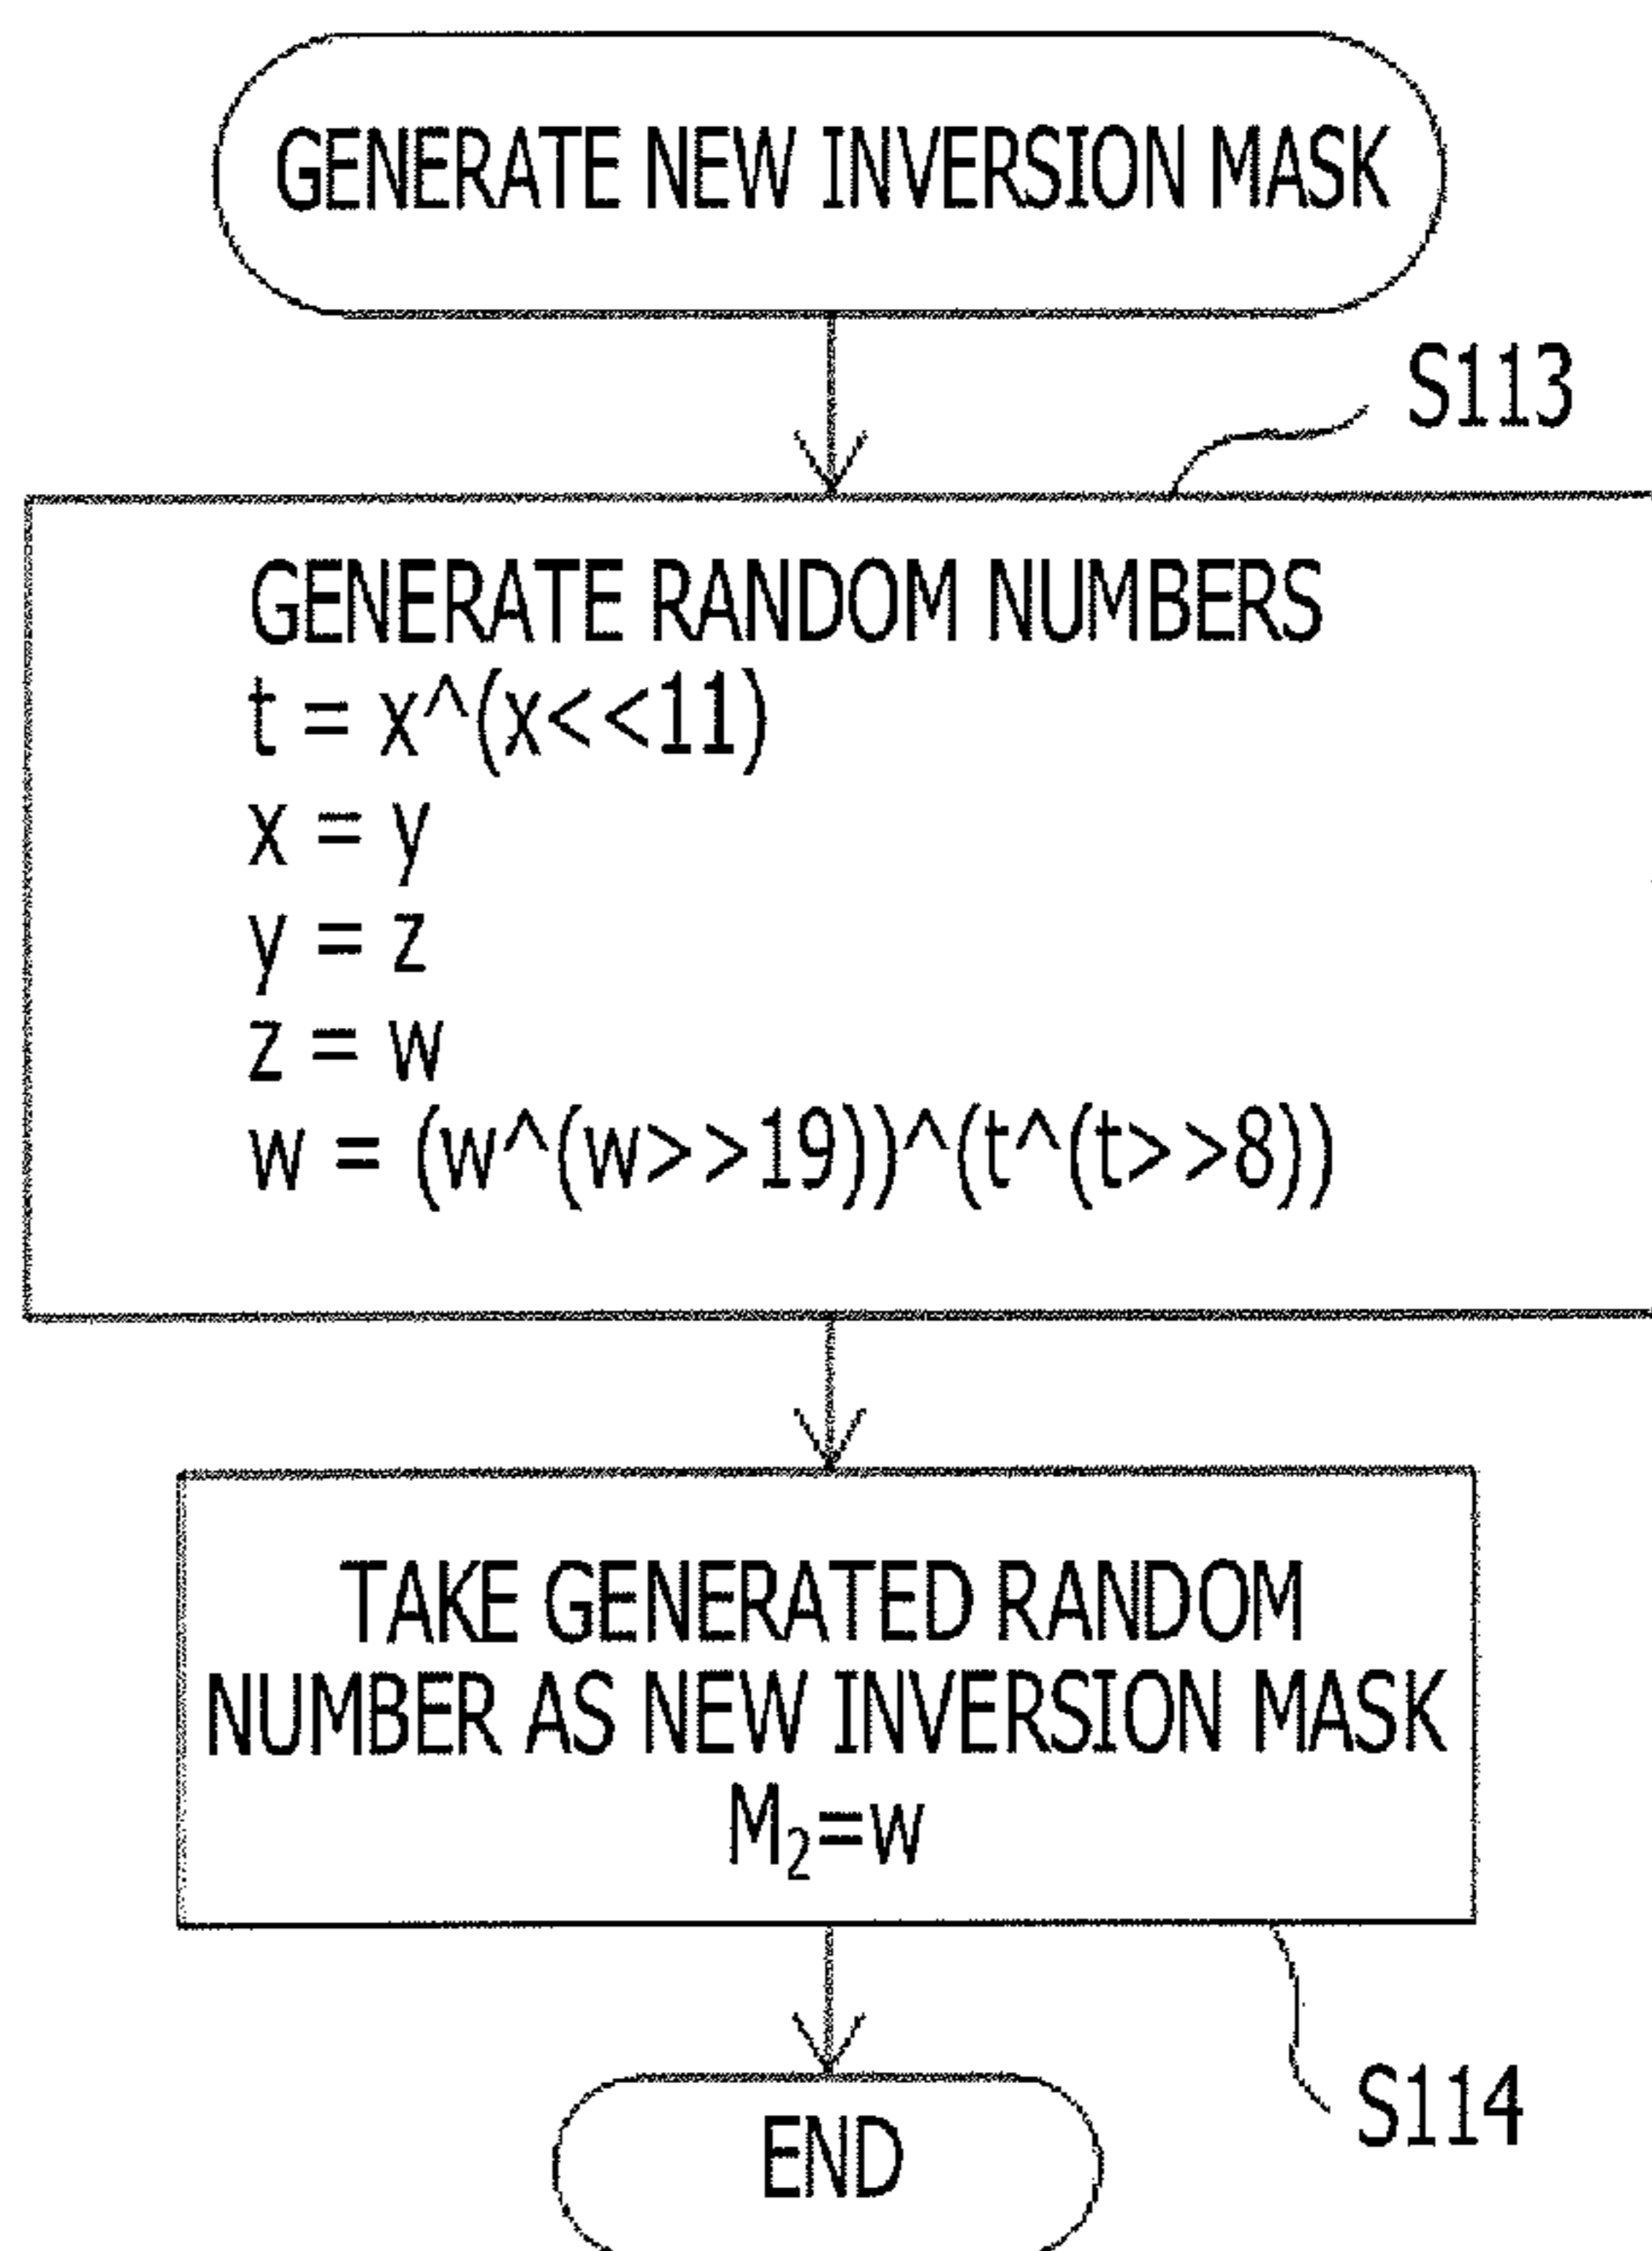 GENERATE NEW INVERSION MASK
S113
GENERATE RANDOM NUMBERS
t = x^(x<<11)
x = y
y = z
z = w
w = (w^(w>>19))^(t^(t>>8))
TAKE GENERATED RANDOM
NUMBER AS NEW INVERSION MASK
M₂=w
S114
END